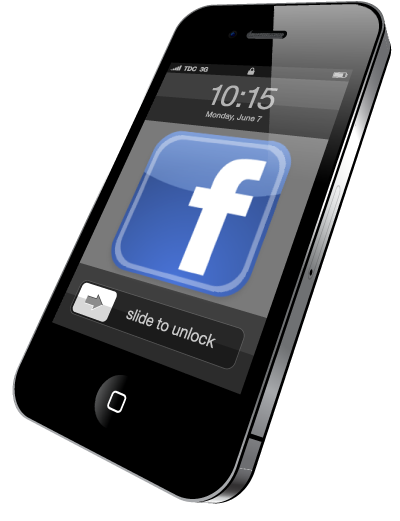 TDC 3G
10:15
Monday, June 7
f
slide to unlock